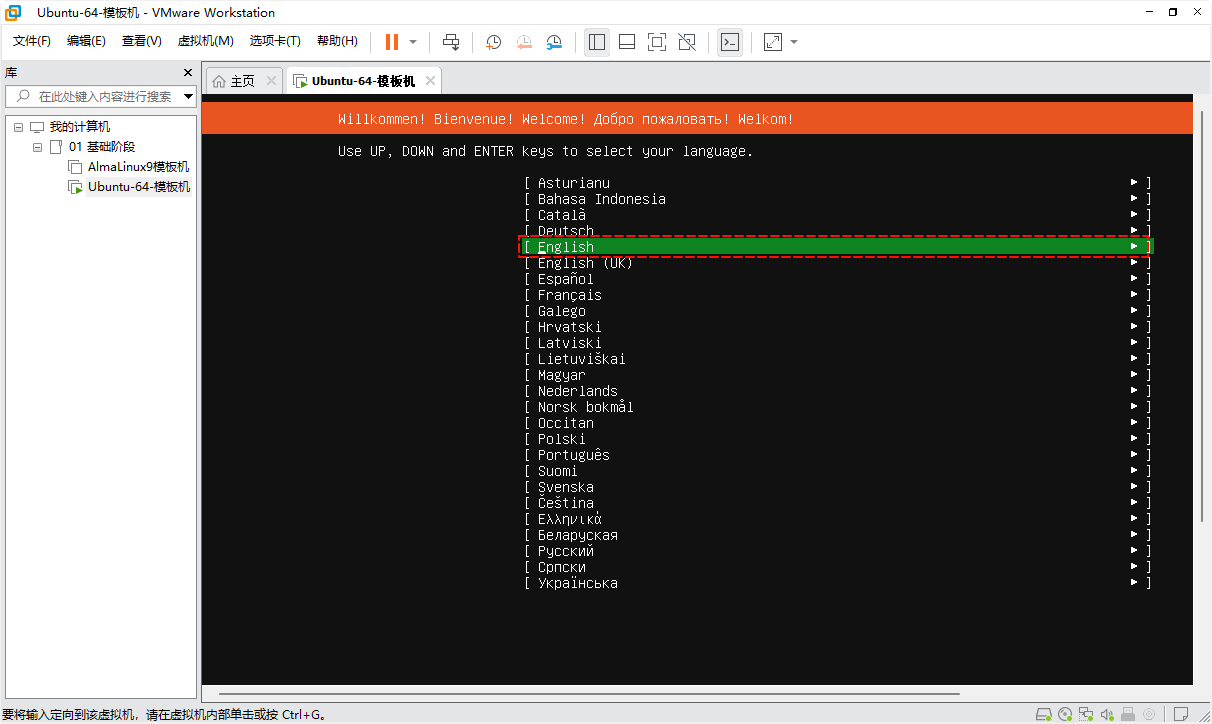 Ubuntu-64-模板机 - VMware Workstation
文件(F) 编辑(E) 查看(V) 虚拟机(M) 选项卡(T) 帮助(H)
库
在此处键入内容进行搜索
我的计算机
01 基础阶段
AlmaLinux9模板机
Ubuntu-64-模板机
主页 Ubuntu-64-模板机
Willkommen! Bienvenue! Welcome! Добро пожаловать! Welkom!
Use UP, DOWN and ENTER keys to select your language.
[ Asturianu ► ]
[ Bahasa Indonesia ► ]
[ Català ► ]
[ Deutsch ► ]
[ English ► ]
[ English (UK) ► ]
[ Español ► ]
[ Français ► ]
[ Galego ► ]
[ Hrvatski ► ]
[ Latviski ► ]
[ Lietuviškai ► ]
[ Magyar ► ]
[ Nederlands ► ]
[ Norsk bokmål ► ]
[ Occitan ► ]
[ Polski ► ]
[ Português ► ]
[ Suomi ► ]
[ Svenska ► ]
[ Čeština ► ]
[ Ελληνικά ► ]
[ Беларуская ► ]
[ Русский ► ]
[ Српски ► ]
[ Українська ► ]
要将输入定向到该虚拟机，请在虚拟机内部单击或按 Ctrl+G。